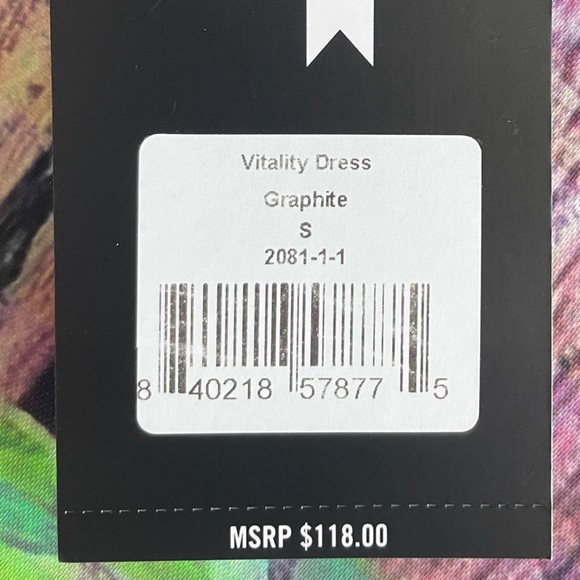 Vitality Dress
Graphite
S
2081-1-1
8 40218 57877 5
MSRP $118.00